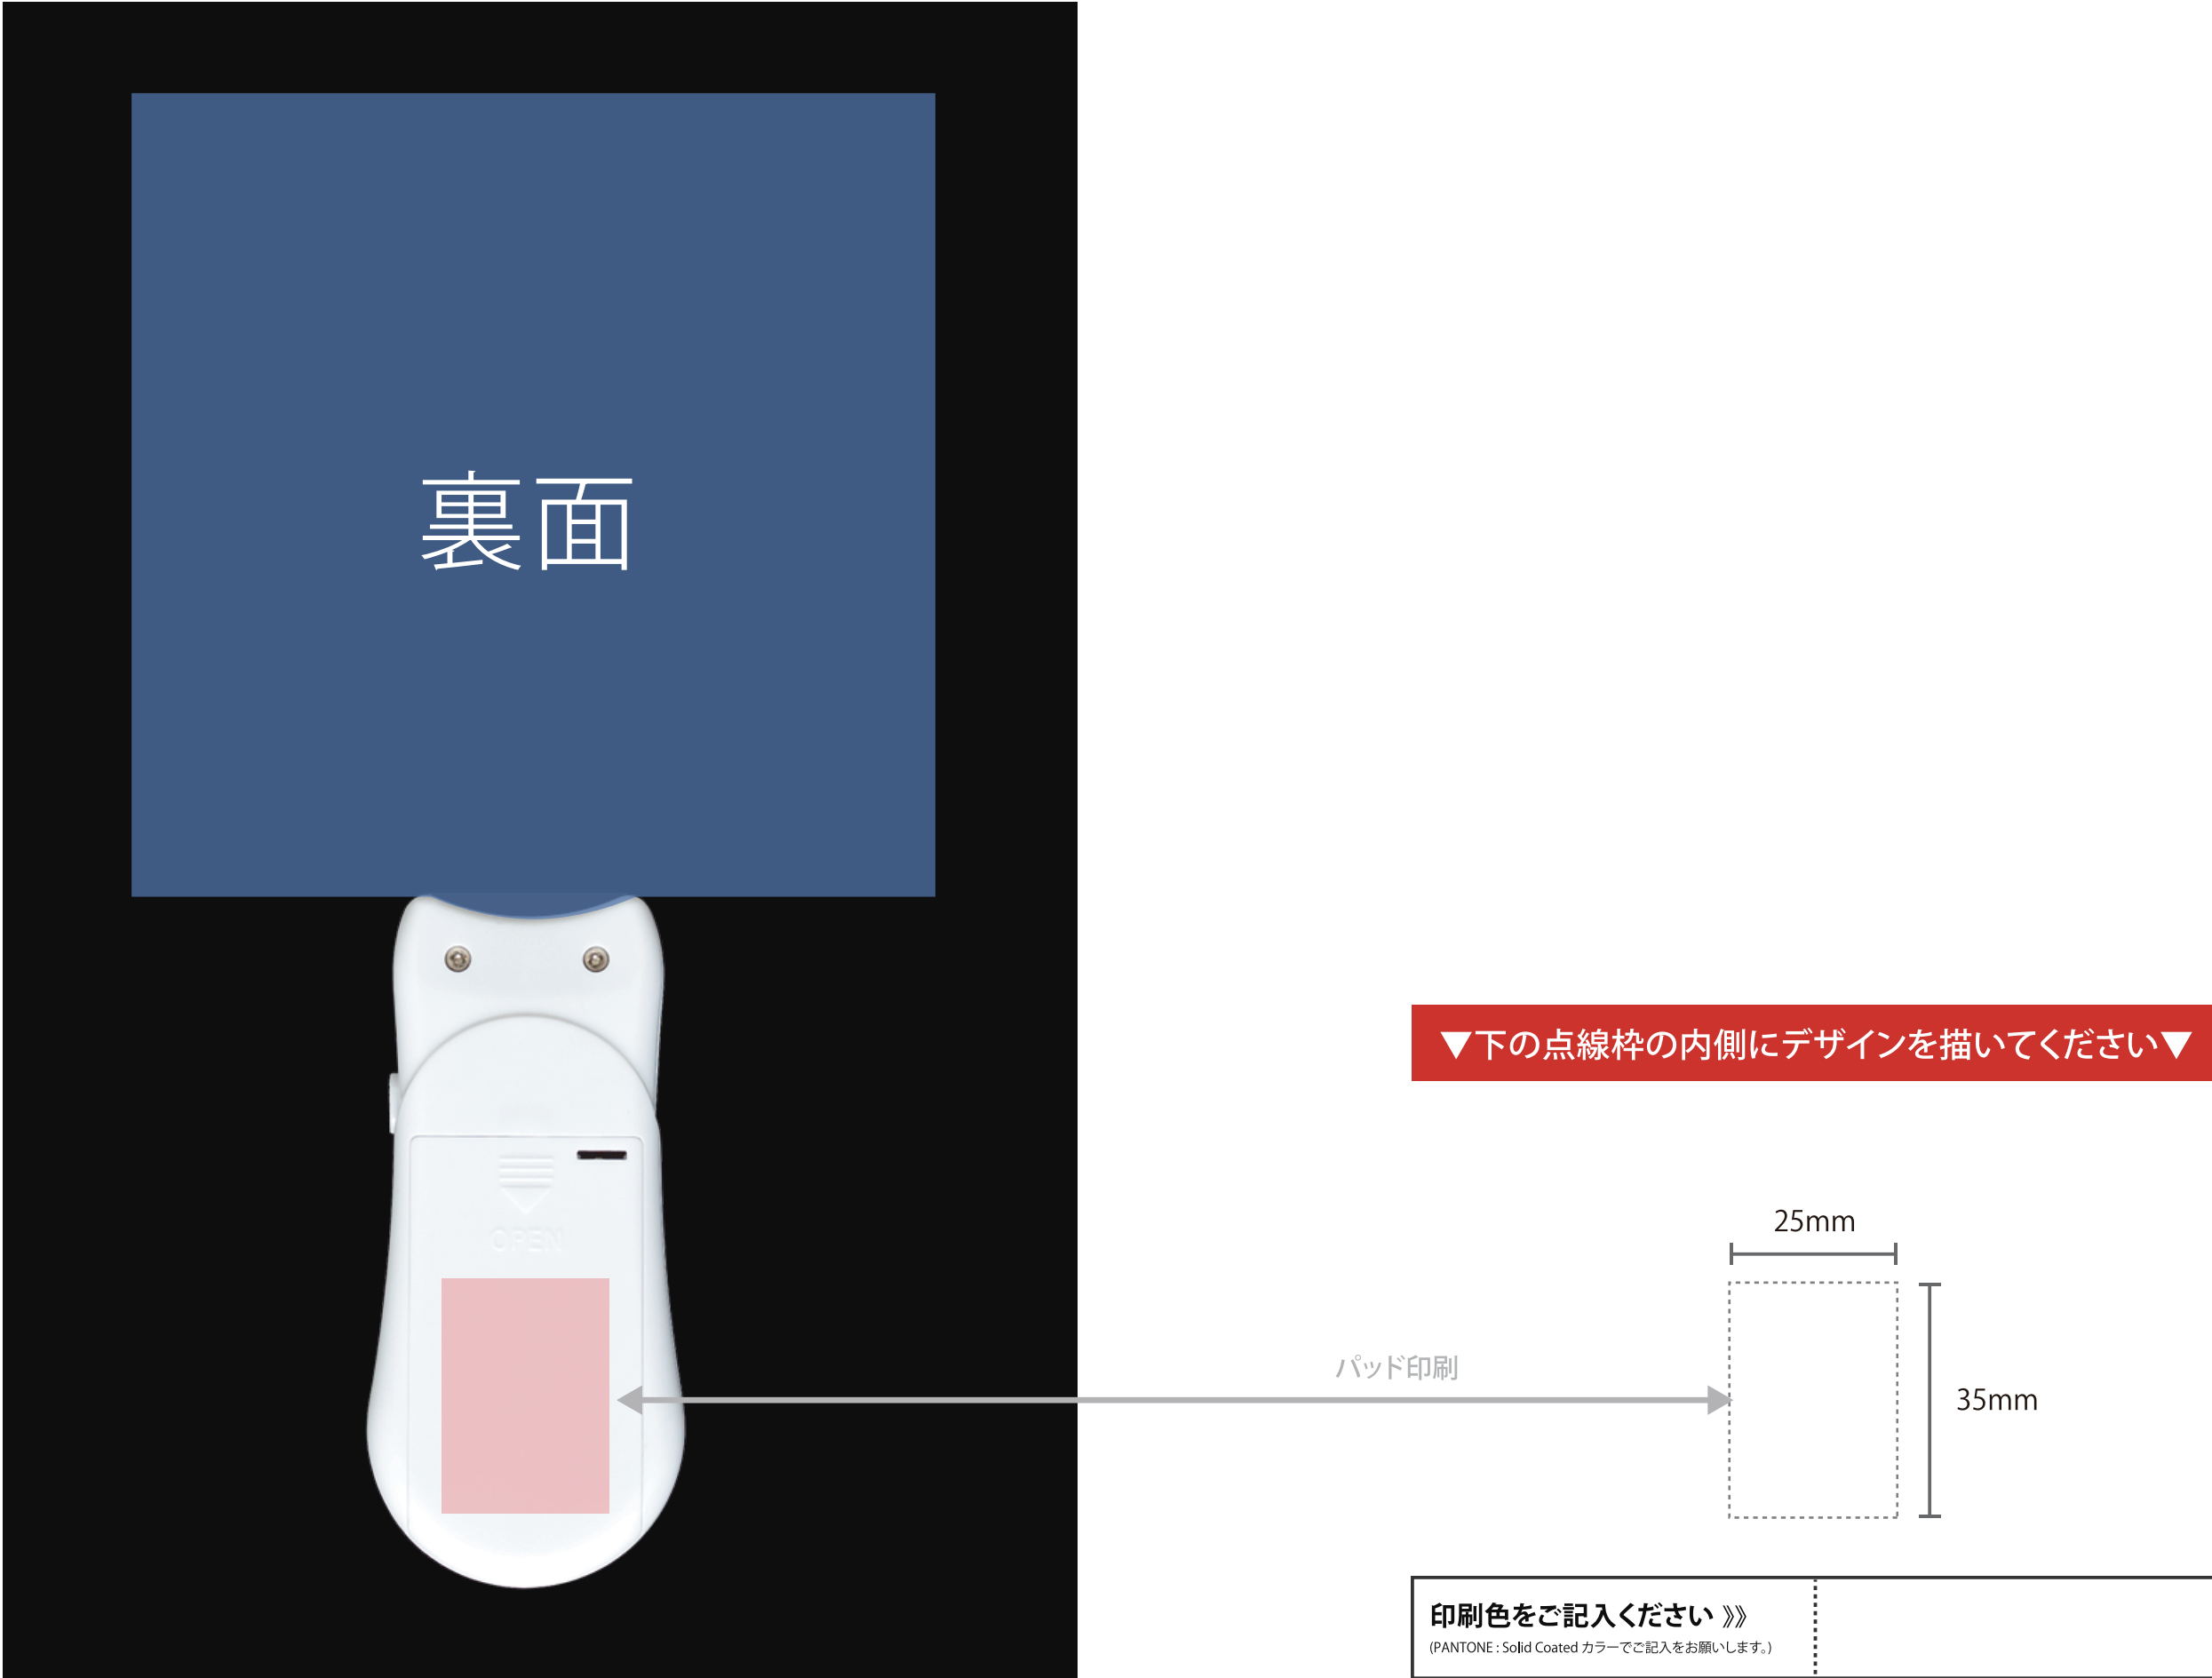 裏面
▼下の点線枠の内側にデザインを描いてください▼
OPEN
25mm
パッド印刷
35mm
印刷色をご記入ください 》》
(PANTONE : Solid Coated カラーでご記入をお願いします。)